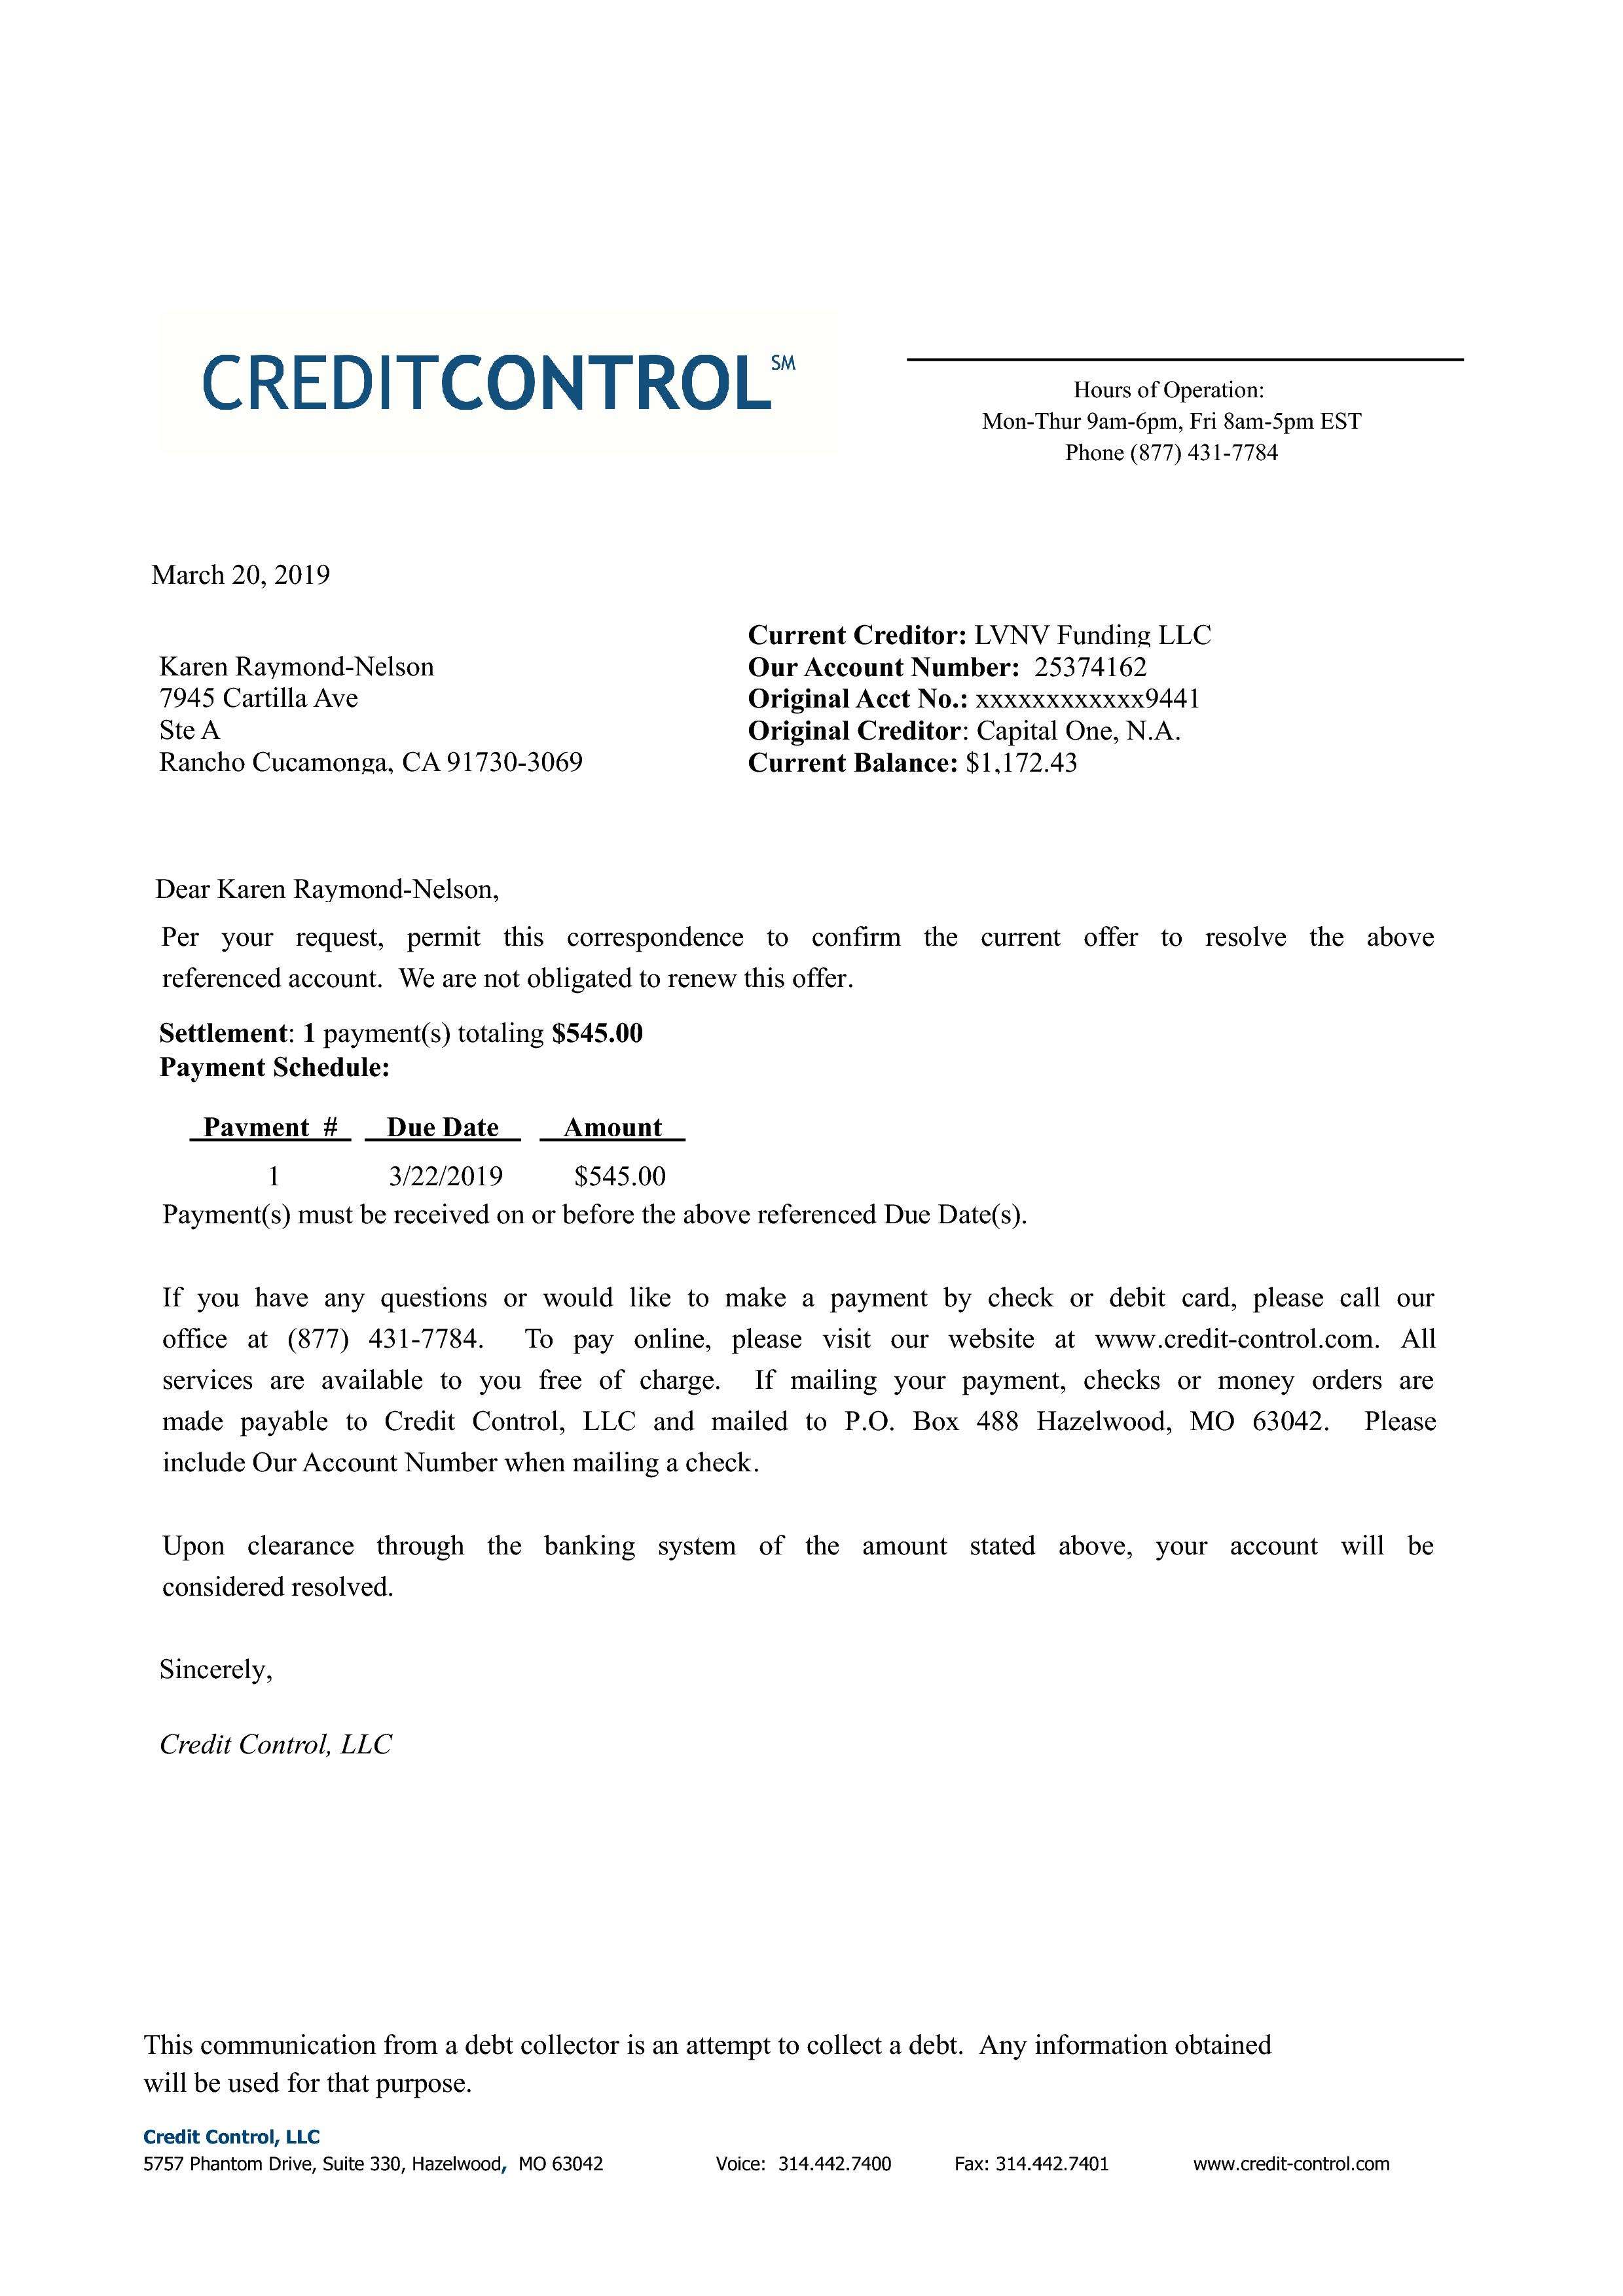 CREDITCONTROL SM
Hours of Operation:
Mon-Thur 9am-6pm, Fri 8am-5pm EST
Phone (877) 431-7784
March 20, 2019
Karen Raymond-Nelson
7945 Cartilla Ave
Ste A
Rancho Cucamonga, CA 91730-3069
Current Creditor: LVNV Funding LLC
Our Account Number: 25374162
Original Acct No.: xxxxxxxxxxxx9441
Original Creditor: Capital One, N.A.
Current Balance: $1,172.43
Dear Karen Raymond-Nelson,
Per your request, permit this correspondence to confirm the current offer to resolve the above
referenced account. We are not obligated to renew this offer.
Settlement: 1 payment(s) totaling $545.00
Payment Schedule:
Payment # Due Date Amount
1 3/22/2019 $545.00
Payment(s) must be received on or before the above referenced Due Date(s).
If you have any questions or would like to make a payment by check or debit card, please call our
office at (877) 431-7784. To pay online, please visit our website at www.credit-control.com. All
services are available to you free of charge. If mailing your payment, checks or money orders are
made payable to Credit Control, LLC and mailed to P.O. Box 488 Hazelwood, MO 63042. Please
include Our Account Number when mailing a check.
Upon clearance through the banking system of the amount stated above, your account will be
considered resolved.
Sincerely,
Credit Control, LLC
This communication from a debt collector is an attempt to collect a debt. Any information obtained
will be used for that purpose.
Credit Control, LLC
5757 Phantom Drive, Suite 330, Hazelwood, MO 63042 Voice: 314.442.7400 Fax: 314.442.7401 www.credit-control.com